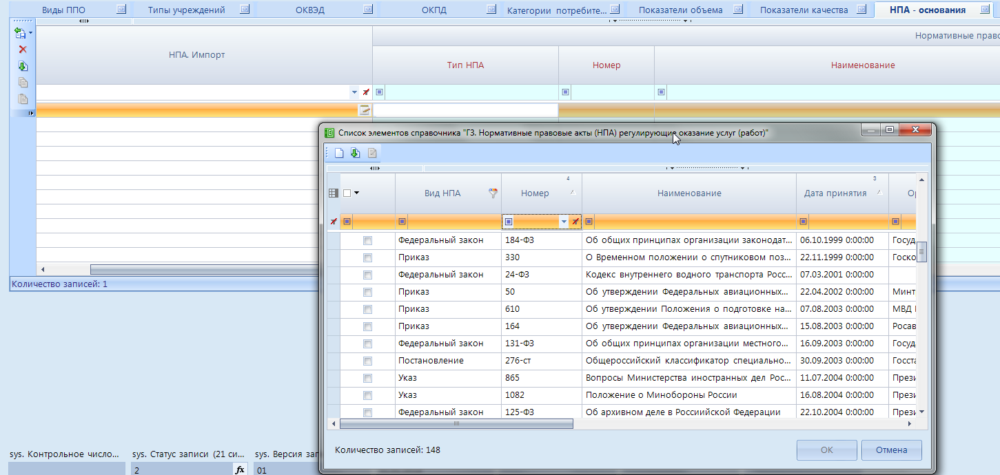 Виды ППО Типы учреждений ОКВЭД ОКПД Категории потребите... Показатели объема Показатели качества НПА - основания
Нормативные право
НПА. Импорт
Тип НПА Номер Наименование
Список элементов справочника "ГЗ. Нормативные правовые акты (НПА) регулирующие оказание услуг (работ)"
4 3
Вид НПА Номер Наименование Дата принятия Ор
Федеральный закон 184-ФЗ Об общих принципах организации законодат... 06.10.1999 0:00:00 Госуд
Приказ 330 О Временном положении о спутниковом поз... 22.11.1999 0:00:00 Госко
Федеральный закон 24-ФЗ Кодекс внутреннего водного транспорта Росс... 07.03.2001 0:00:00
Приказ 50 Об утверждении Федеральных авиационных... 22.04.2002 0:00:00 Минт
Приказ 610 Об утверждении Положения о подготовке на... 07.08.2003 0:00:00 МВД
Приказ 164 Об утверждении Федеральных авиационных... 15.08.2003 0:00:00 Росав
Федеральный закон 131-ФЗ Об общих принципах организации местного... 16.09.2003 0:00:00 Госуд
Постановление 276-ст Общероссийский классификатор специально... 30.09.2003 0:00:00 Госста
Указ 865 Вопросы Министерства иностранных дел Рос... 11.07.2004 0:00:00 Прези
Указ 1082 Положение о Минобороны России 16.08.2004 0:00:00 Прези
Федеральный закон 125-ФЗ Об архивном деле в Росиийской Федерации 22.10.2004 0:00:00 Прези
Количество записей: 1
Количество записей: 148
ОК Отмена
sys. Контрольное число... sys. Статус записи (21 си... sys. Версия зап
2 fx 01